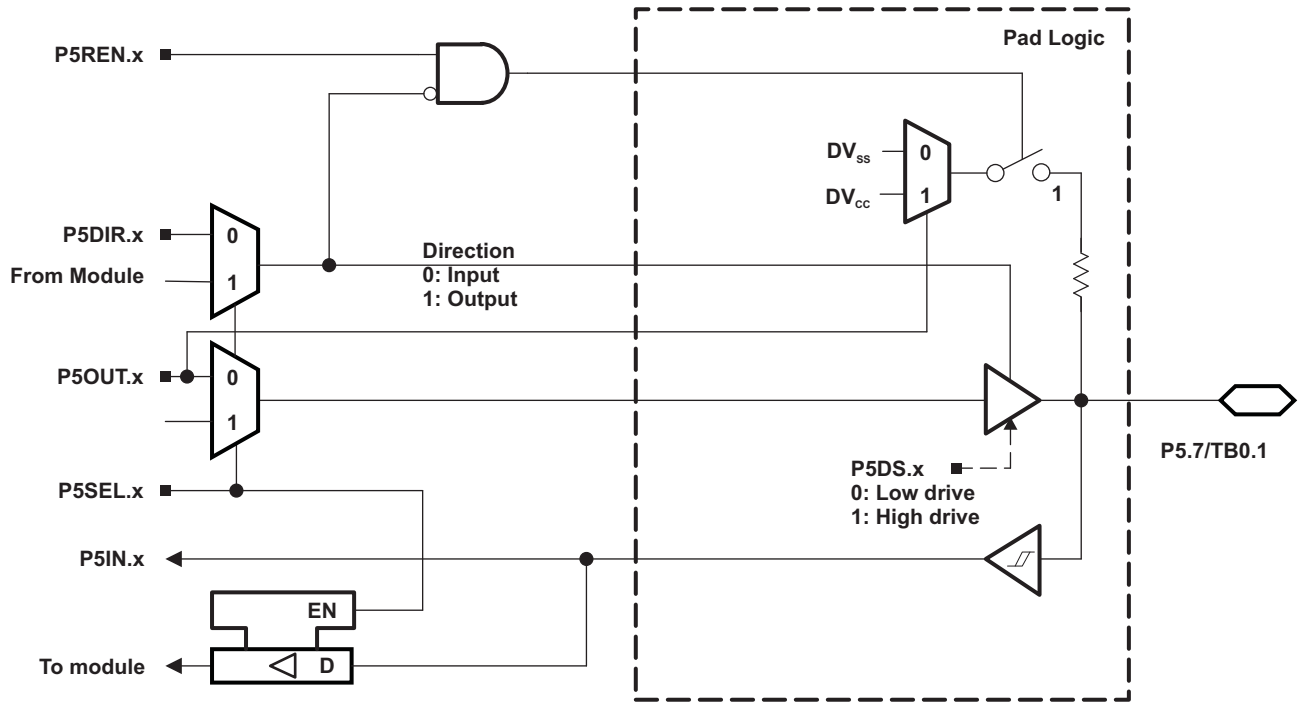 Pad Logic
P5REN.x
DVss
0
DVcc
1
1
P5DIR.x
0
From Module
1
Direction
0: Input
1: Output
P5OUT.x
0
1
P5.7/TB0.1
P5DS.x
0: Low drive
1: High drive
P5SEL.x
P5IN.x
EN
To module
D